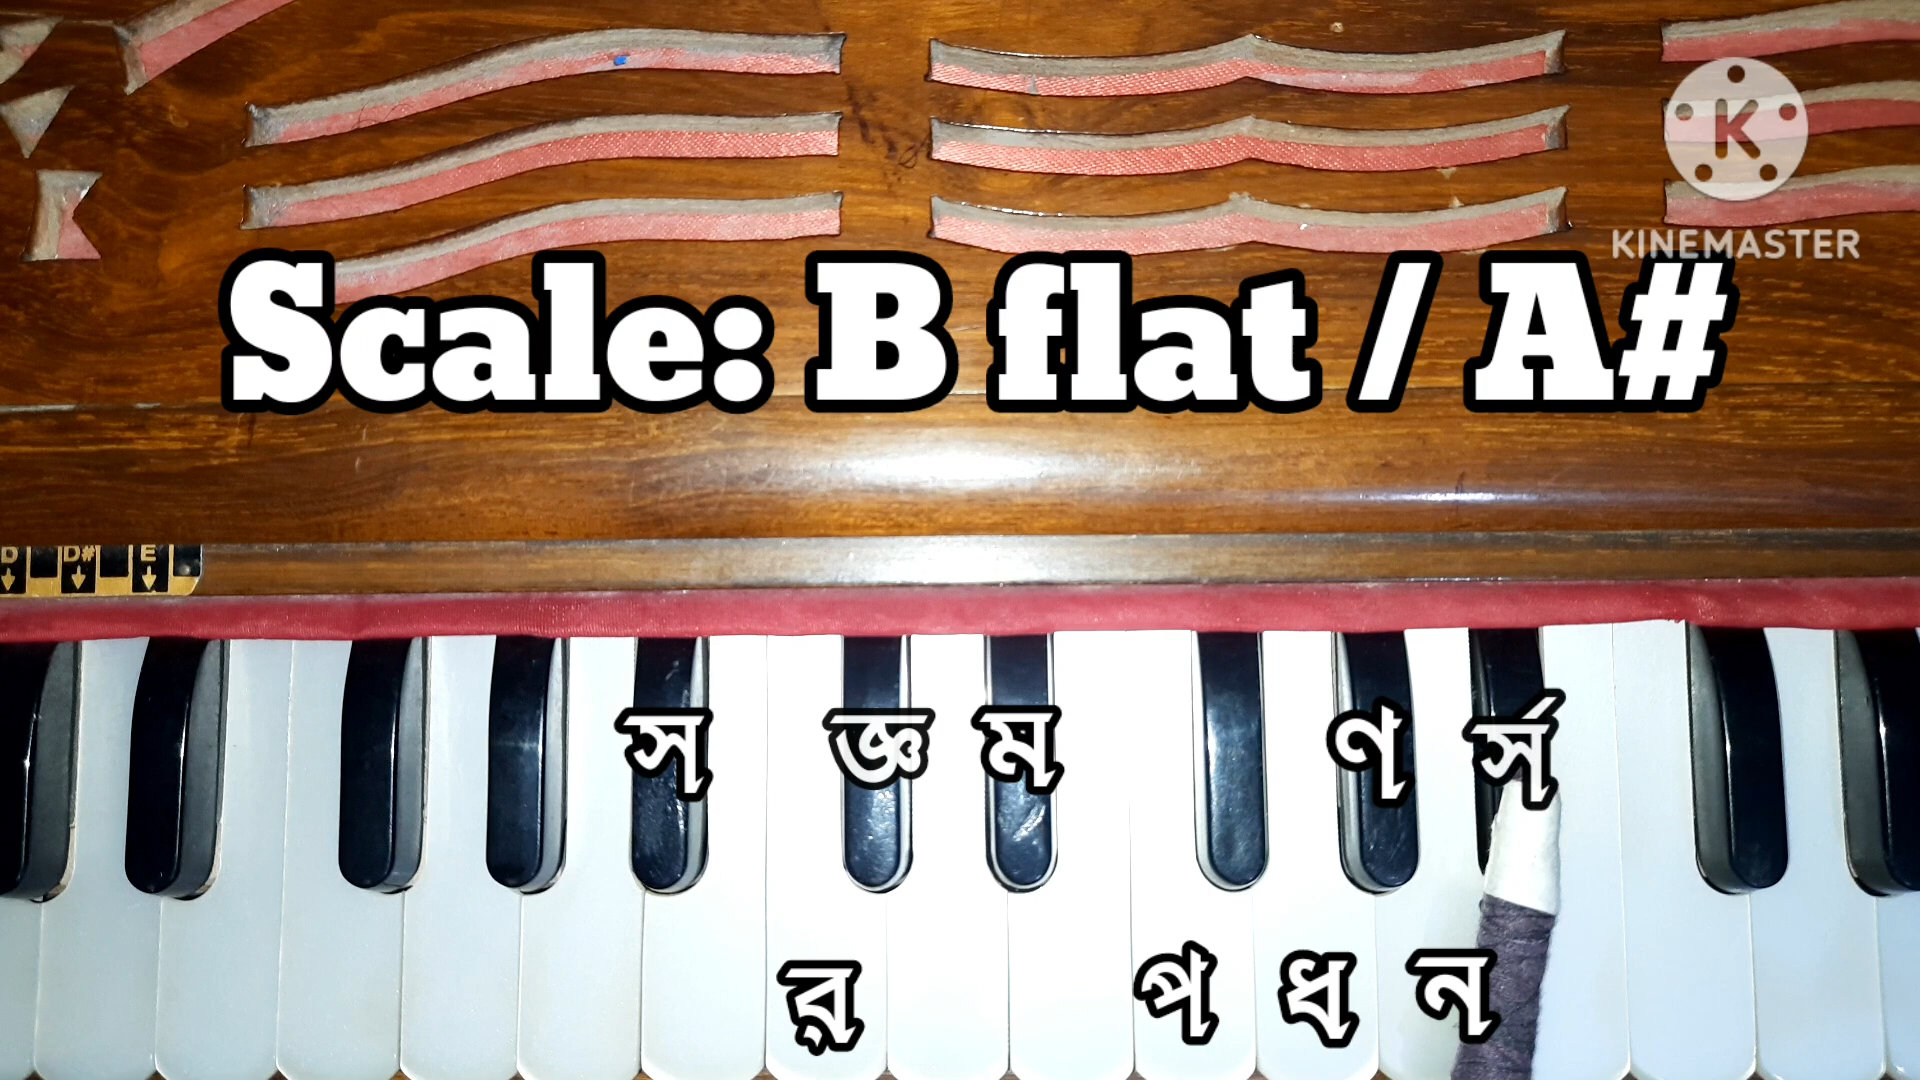 K
KINEMASTER
Scale: B flat / A#
D D# E
স জ্ঞ ম ণ র্স
র প ধ ন